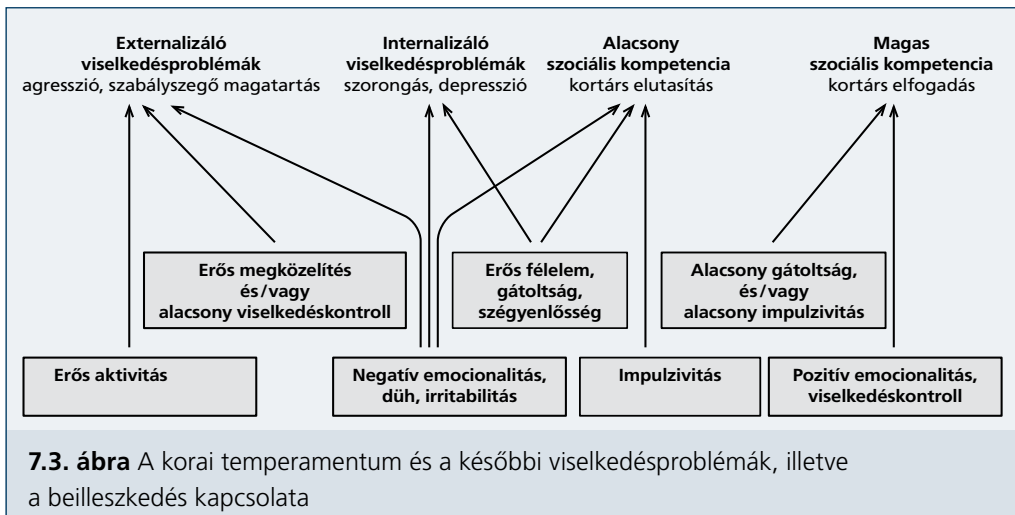 Externalizáló
viselkedésproblémák
agresszió, szabályszegő magatartás
Internalizáló
viselkedésproblémák
szorongás, depresszió
Alacsony
szociális kompetencia
kortárs elutasítás
Magas
szociális kompetencia
kortárs elfogadás
Erős megközelítés
és/vagy
alacsony viselkedéskontroll
Erős félelem,
gátoltság,
szégyenlősség
Alacsony gátoltság,
és/vagy
alacsony impulzivitás
Erős aktivitás
Negatív emocionalitás,
düh, irritabilitás
Impulzivitás
Pozitív emocionalitás,
viselkedéskontroll
7.3. ábra A korai temperamentum és a későbbi viselkedésproblémák, illetve
a beilleszkedés kapcsolata